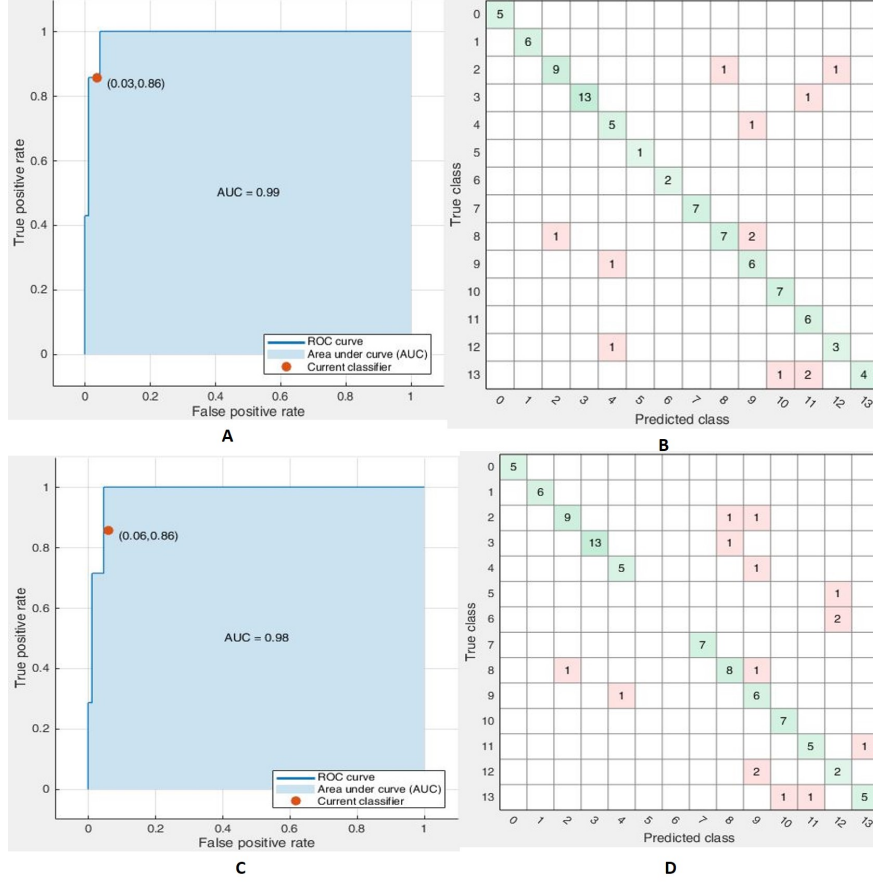 1
0.8
0.6
0.4
0.2
0
True positive rate
(0.03,0.86)
AUC = 0.99
ROC curve
Area under curve (AUC)
Current classifier
0 0.2 0.4 0.6 0.8 1
False positive rate
A
True class
0 5
1 6
2 9 1 1
3 13 1
4 5 1
5 1
6 2
7 7
8 1 7 2
9 1 6
10 7
11 6
12 1 3
13 1 2 4
0 1 2 3 4 5 6 7 8 9 10 11 12 13
Predicted class
B
1
0.8
0.6
0.4
0.2
0
True positive rate
(0.06,0.86)
AUC = 0.98
ROC curve
Area under curve (AUC)
Current classifier
0 0.2 0.4 0.6 0.8 1
False positive rate
C
True class
0 5
1 6
2 9 1 1
3 13 1
4 5 1
5 1
6 2
7 7
8 1 8 1
9 1 6
10 7
11 5 1
12 2 2
13 1 1 5
0 1 2 3 4 5 6 7 8 9 10 11 12 13
Predicted class
D